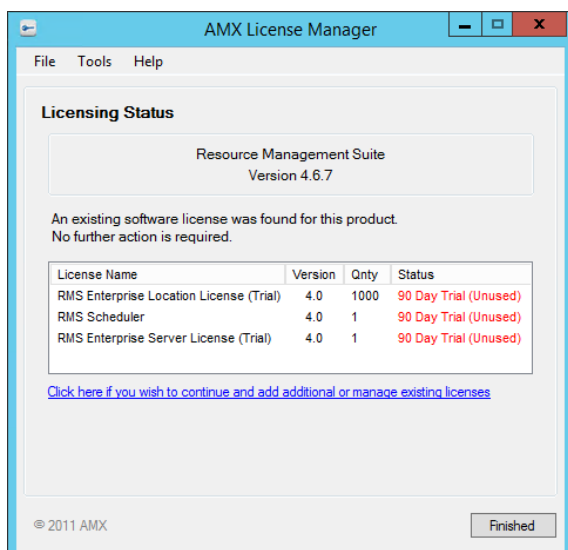 AMX License Manager
File Tools Help
Licensing Status
Resource Management Suite
Version 4.6.7
An existing software license was found for this product.
No further action is required.
License Name Version Qnty Status
RMS Enterprise Location License (Trial) 4.0 1000 90 Day Trial (Unused)
RMS Scheduler 4.0 1 90 Day Trial (Unused)
RMS Enterprise Server License (Trial) 4.0 1 90 Day Trial (Unused)
Click here if you wish to continue and add additional or manage existing licenses
© 2011 AMX Finished